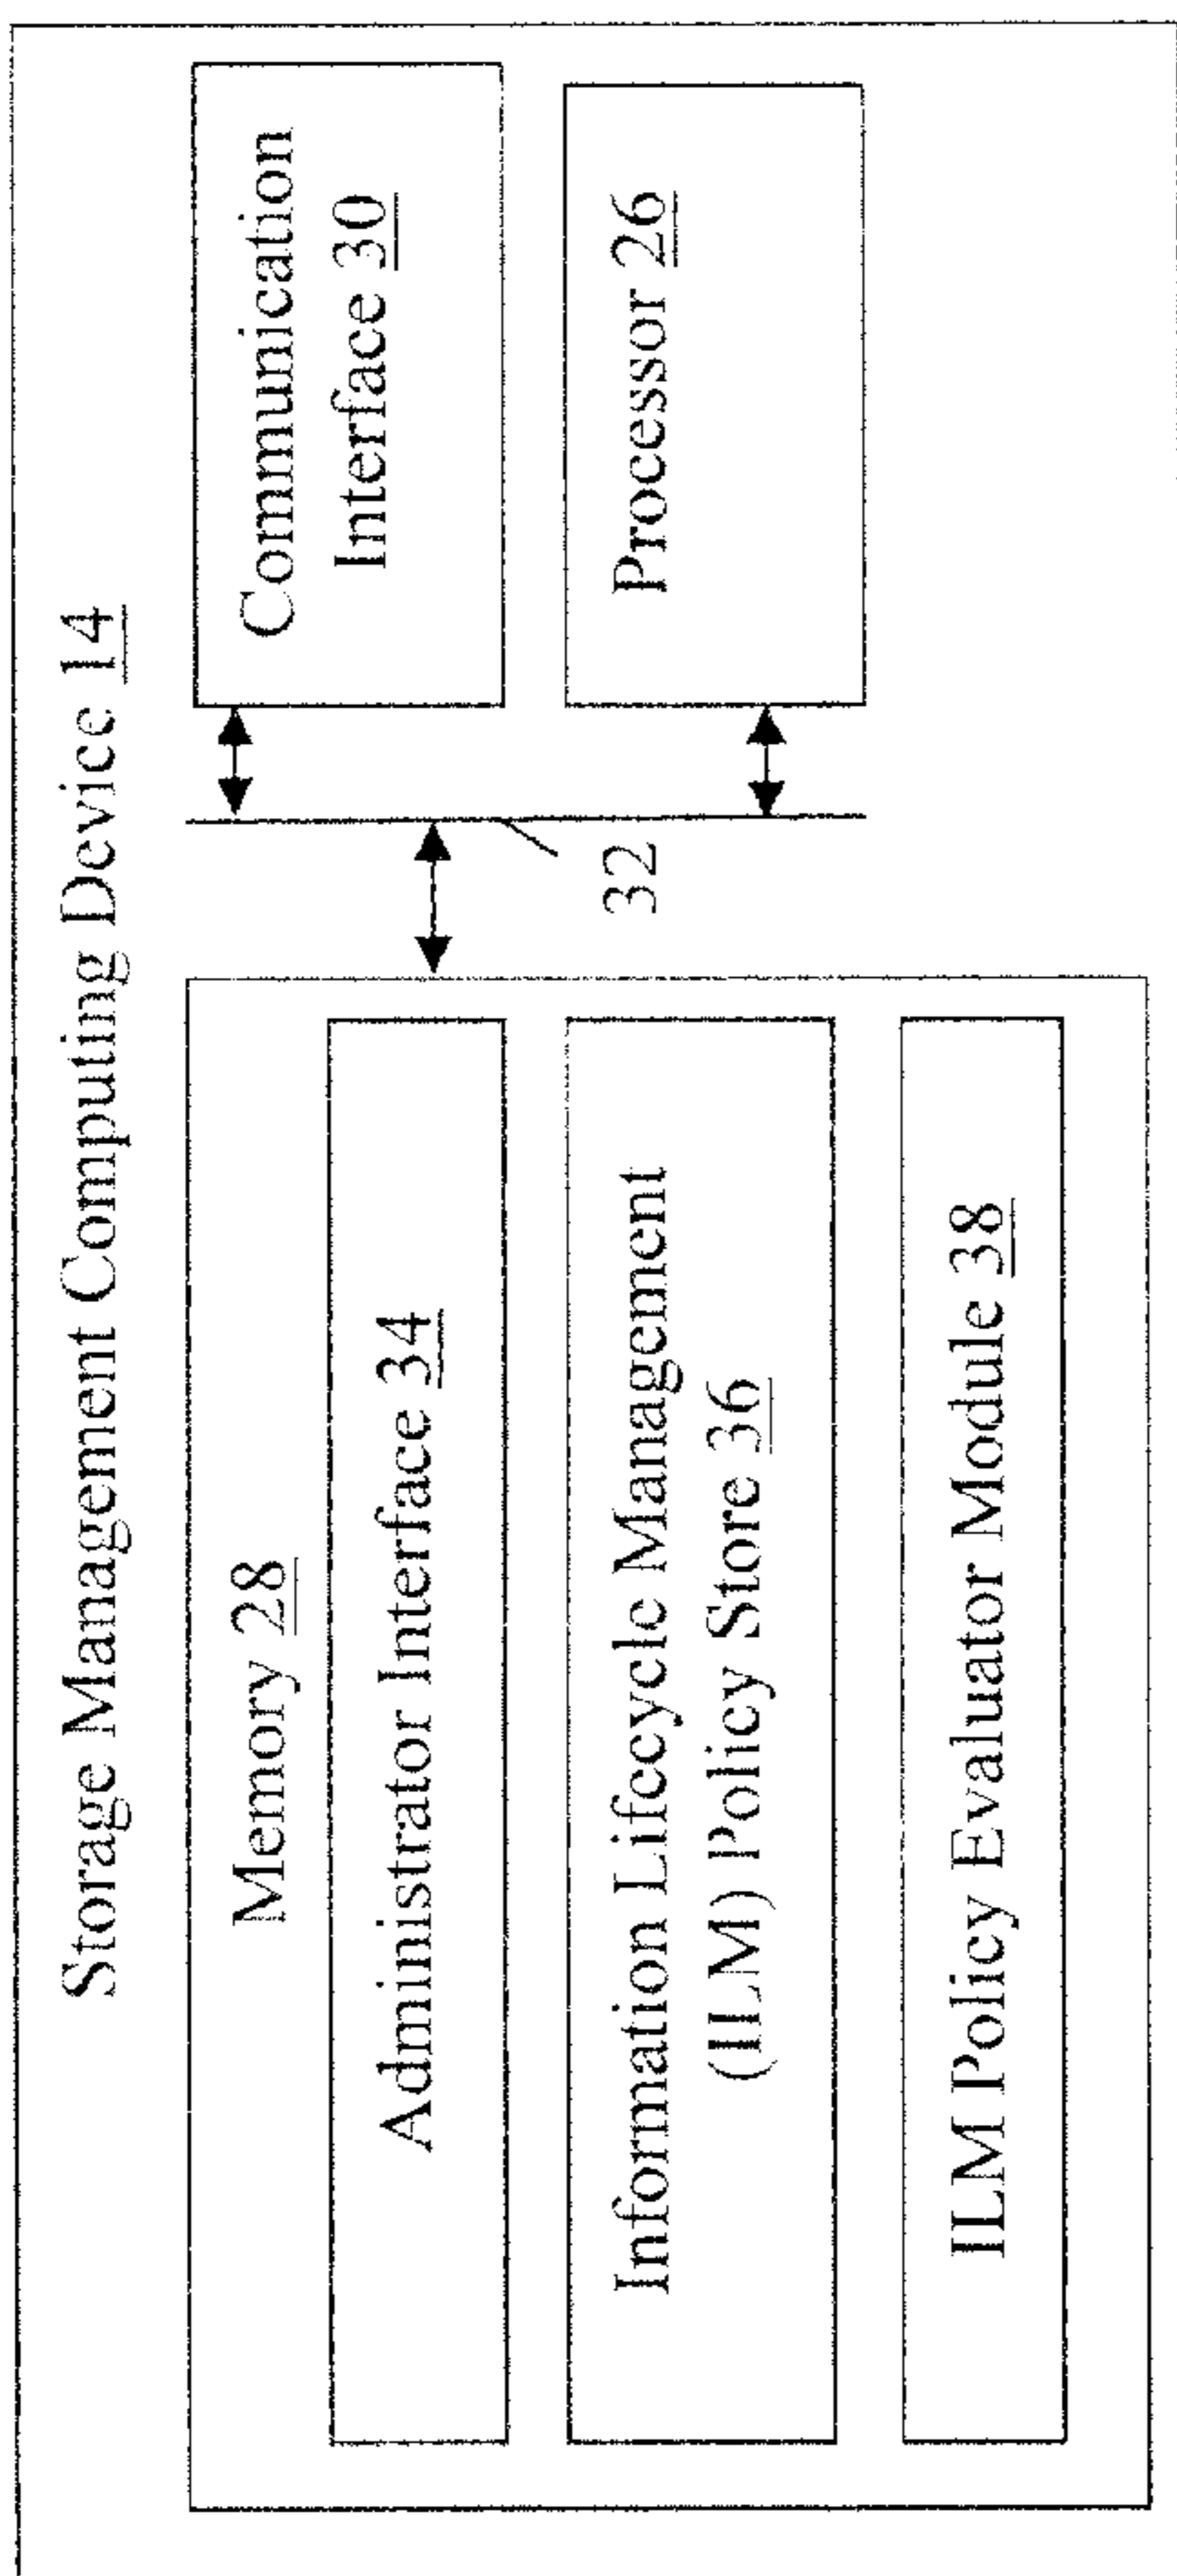 Storage Management Computing Device 14
Memory 28
Administrator Interface 34
Information Lifecycle Management
(ILM) Policy Store 36
ILM Policy Evaluator Module 38
32
Communication
Interface 30
Processor 26